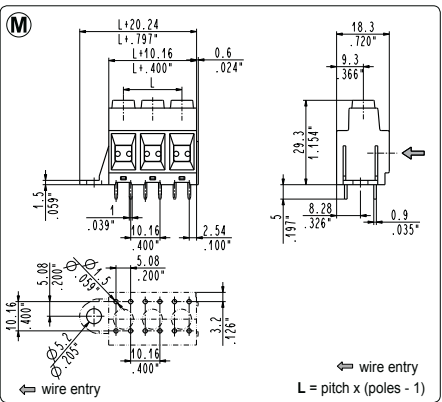 M
L+20.24
L+.797"
L+10.16
L+.400"
0.6
.024"
L
18.3
.720"
9.3
.366"
29.3
1.154"
1.5
.059"
1
.039"
10.16
.400"
2.54
.100"
5
.197"
8.28
.326"
0.9
.035"
5.08
.200"
Ø1.5
.059"
5.08
.200"
10.16
.400"
3.2
.126"
Ø5.2
Ø.205"
10.16
.400"
wire entry
wire entry
L = pitch x (poles - 1)